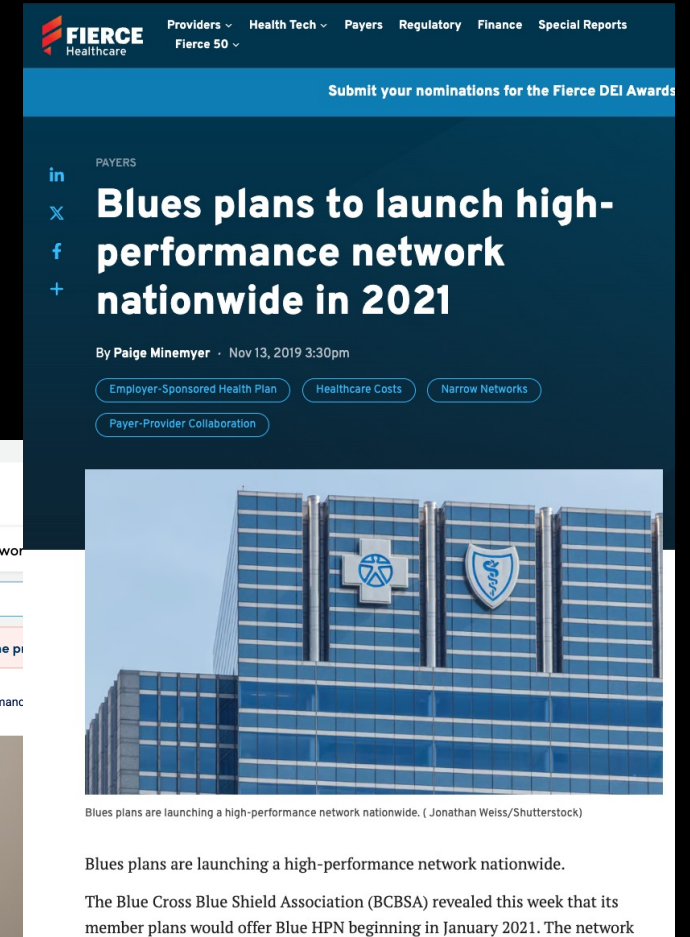 FIERCE
Healthcare
Providers Health Tech Payers Regulatory Finance Special Reports
Fierce 50
Submit your nominations for the Fierce DEI Awards
PAYERS
in
X
f
+
Blues plans to launch high-
performance network
nationwide in 2021
By Paige Minemyer · Nov 13, 2019 3:30pm
Employer-Sponsored Health Plan Healthcare Costs Narrow Networks
Payer-Provider Collaboration
Blues plans are launching a high-performance network nationwide. ( Jonathan Weiss/Shutterstock)
Blues plans are launching a high-performance network nationwide.
The Blue Cross Blue Shield Association (BCBSA) revealed this week that its
member plans would offer Blue HPN beginning in January 2021. The network